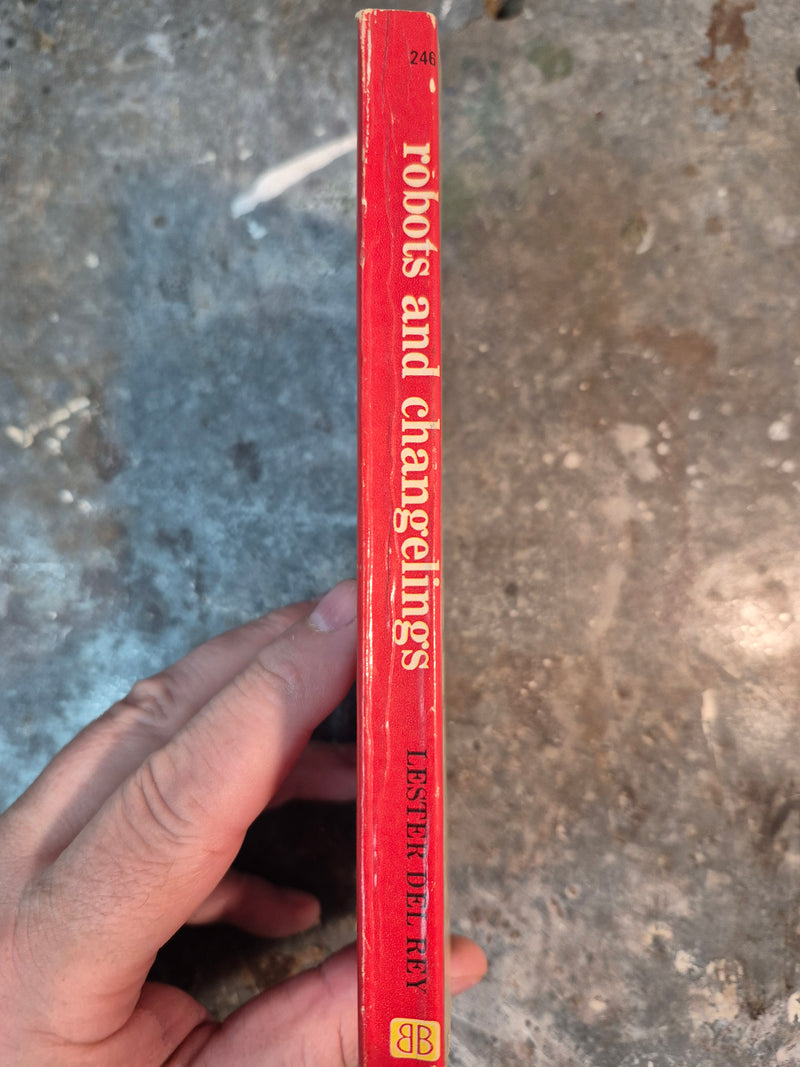 246
robots and changelings
LESTER DEL REY
BB